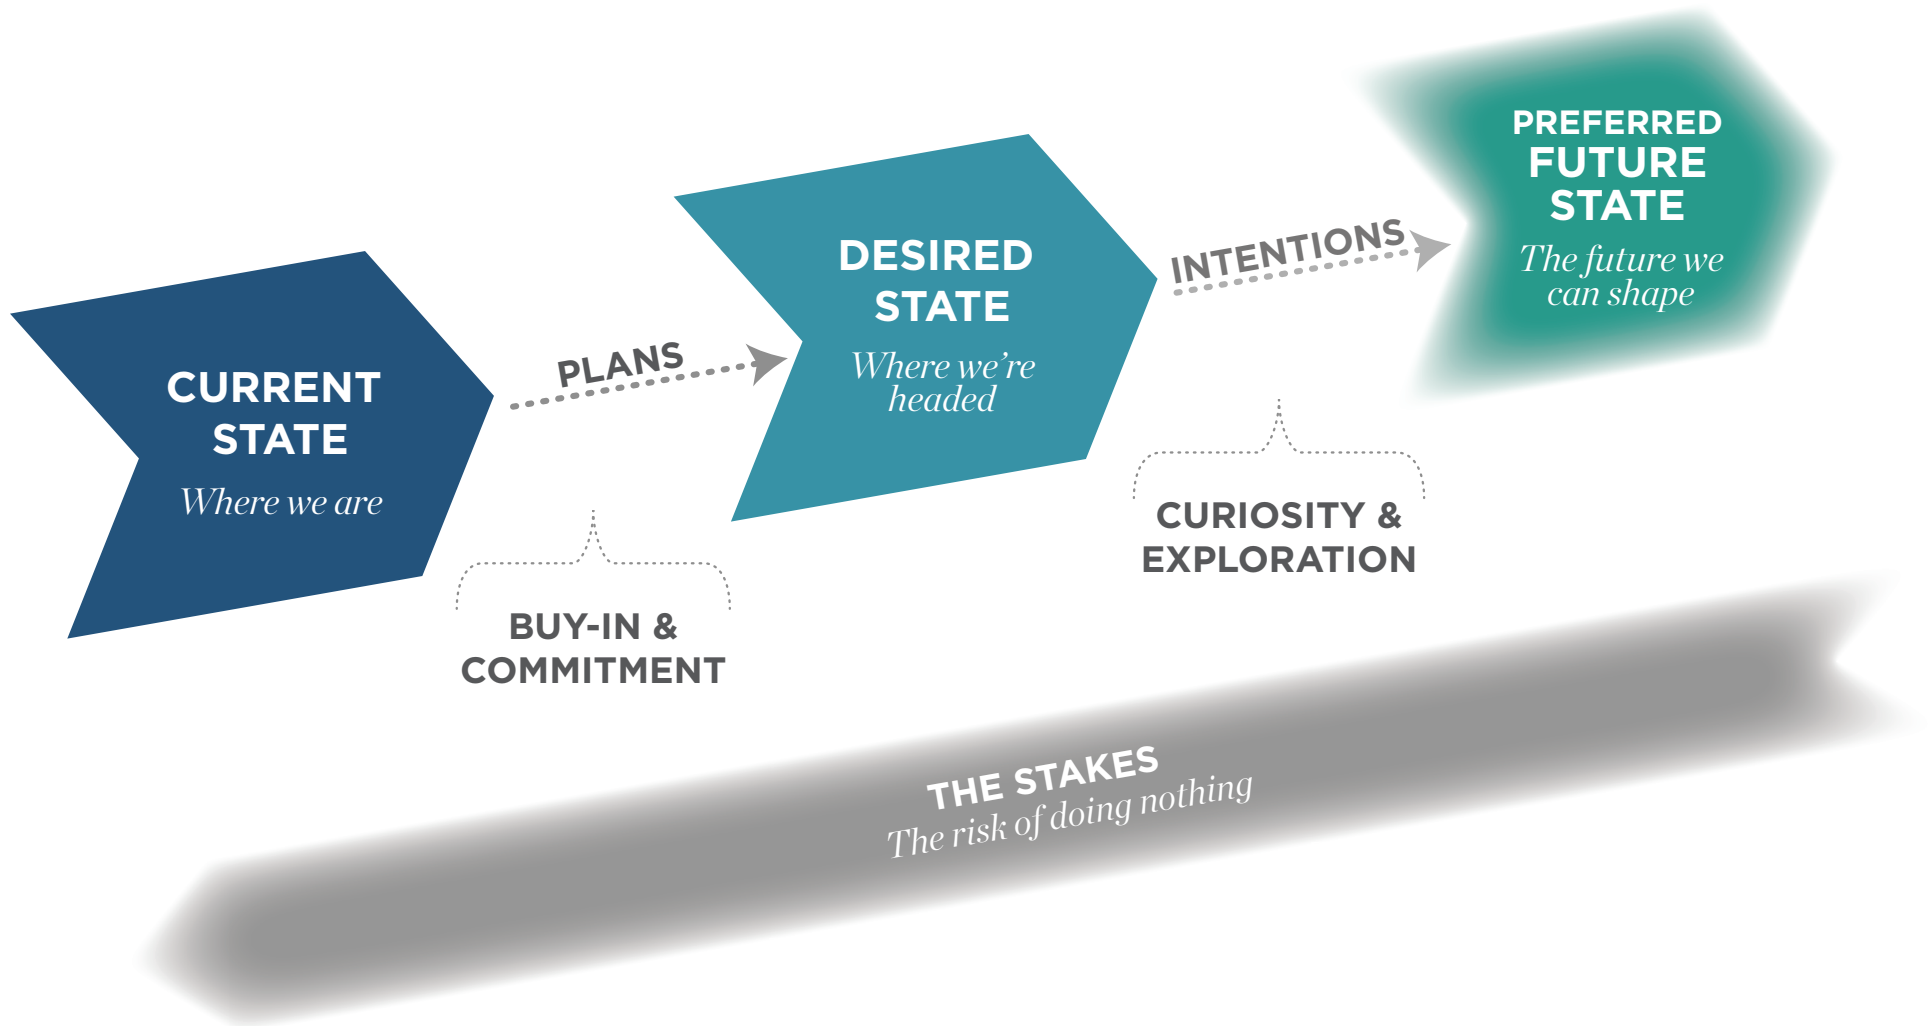 CURRENT
STATE
Where we are
PLANS
BUY-IN &
COMMITMENT
DESIRED
STATE
Where we’re
headed
INTENTIONS
CURIOSITY &
EXPLORATION
PREFERRED
FUTURE
STATE
The future we
can shape
THE STAKES
The risk of doing nothing